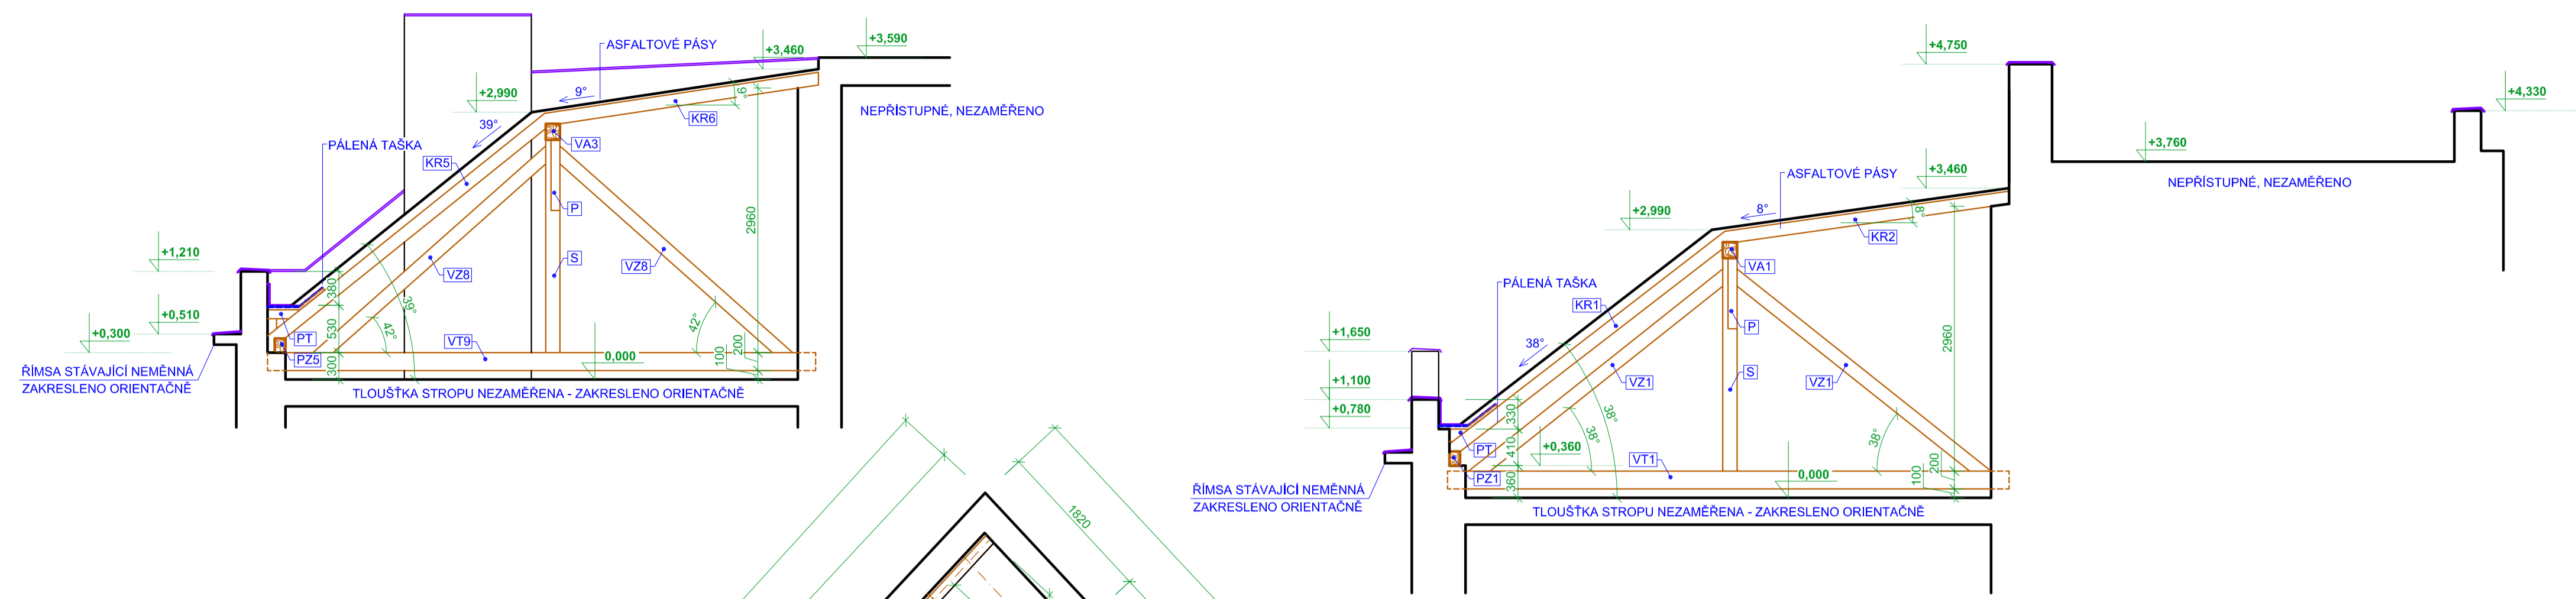 ASFALTOVÉ PÁSY
+3,460
+3,590
9°
+2,990
9°
KR6
NEPŘÍSTUPNÉ, NEZAMĚŘENO
39°
PÁLENÁ TAŠKA
VA3
KR5
P
2960
+1,210
VZ8
S
VZ8
380
39°
+0,510
+0,300
530
42°
42°
PT
VT9
0,000
200
100
PZ5
300
ŘÍMSA STÁVAJÍCÍ NEMĚNNÁ
ZAKRESLENO ORIENTAČNĚ
TLOUŠŤKA STROPU NEZAMĚŘENA - ZAKRESLENO ORIENTAČNĚ
1820
+4,750
+4,330
+3,760
NEPŘÍSTUPNÉ, NEZAMĚŘENO
+3,460
ASFALTOVÉ PÁSY
+2,990
8°
8°
KR2
VA1
PÁLENÁ TAŠKA
KR1
P
2960
+1,650
38°
+1,100
VZ1
S
VZ1
+0,780
330
38°
38°
38°
410
+0,360
PT
VT1
0,000
200
100
PZ1
360
ŘÍMSA STÁVAJÍCÍ NEMĚNNÁ
ZAKRESLENO ORIENTAČNĚ
TLOUŠŤKA STROPU NEZAMĚŘENA - ZAKRESLENO ORIENTAČNĚ